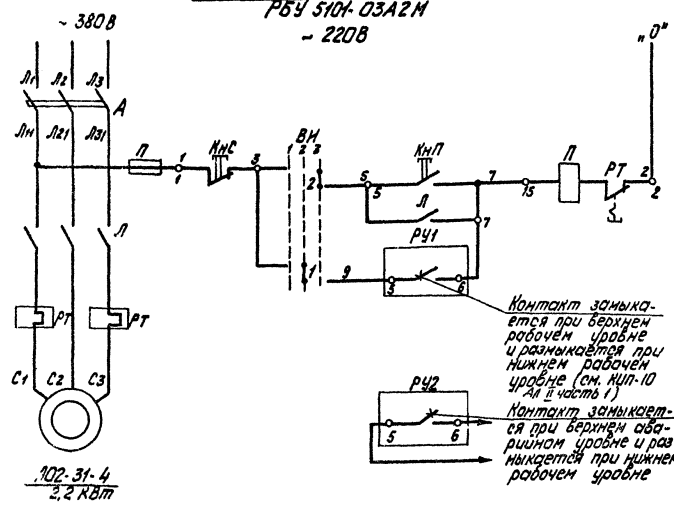 РБУ 5101-03А2М
~ 380В
~ 220В
„0"
Л1 Л2 Л3
А
Л11 Л21 Л31
П
1
1
КнС
3
ВИ
1 2 3
2
1
5
5
КнП
Л
7
7
15
П
РТ
2
2
9
РУ1
5
6
Л
РТ
РТ
С1 С2 С3
Контакт замыка-
ется при верхнем
рабочем уровне
и размыкается при
нижнем рабочем
уровне (см. КИП-10
Ал II часть 1)
РУ2
5
6
Контакт замыкает-
ся при верхнем ава-
рийном уровне и раз
мыкается при нижнем
рабочем уровне
Л02-31-4
2,2 кВт